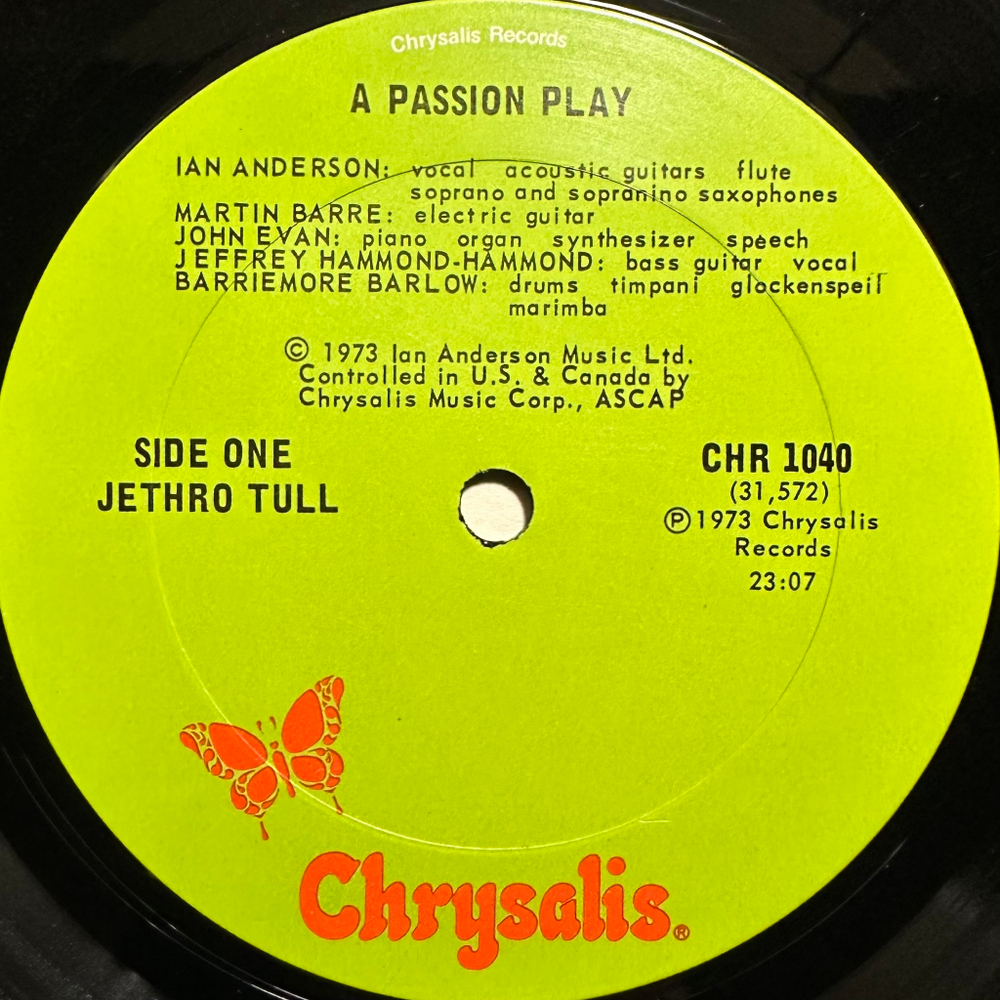 Chrysalis Records
A PASSION PLAY
IAN ANDERSON: vocal acoustic guitars flute
soprano and sopranino saxophones
MARTIN BARRE: electric guitar
JOHN EVAN: piano organ synthesizer speech
JEFFREY HAMMOND-HAMMOND: bass guitar vocal
BARRIEMORE BARLOW: drums timpani glockenspeil
marimba
© 1973 Ian Anderson Music Ltd.
Controlled in U.S. & Canada by
Chrysalis Music Corp., ASCAP
SIDE ONE
JETHRO TULL
CHR 1040
(31,572)
℗1973 Chrysalis
Records
23:07
Chrysalis®